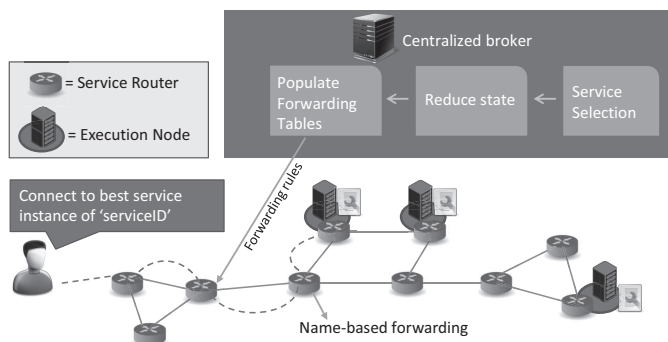 Centralized broker
= Service Router
= Execution Node
Populate
Forwarding
Tables
Reduce state
Service
Selection
Connect to best service
instance of ‘serviceID’
Forwarding rules
Name-based forwarding